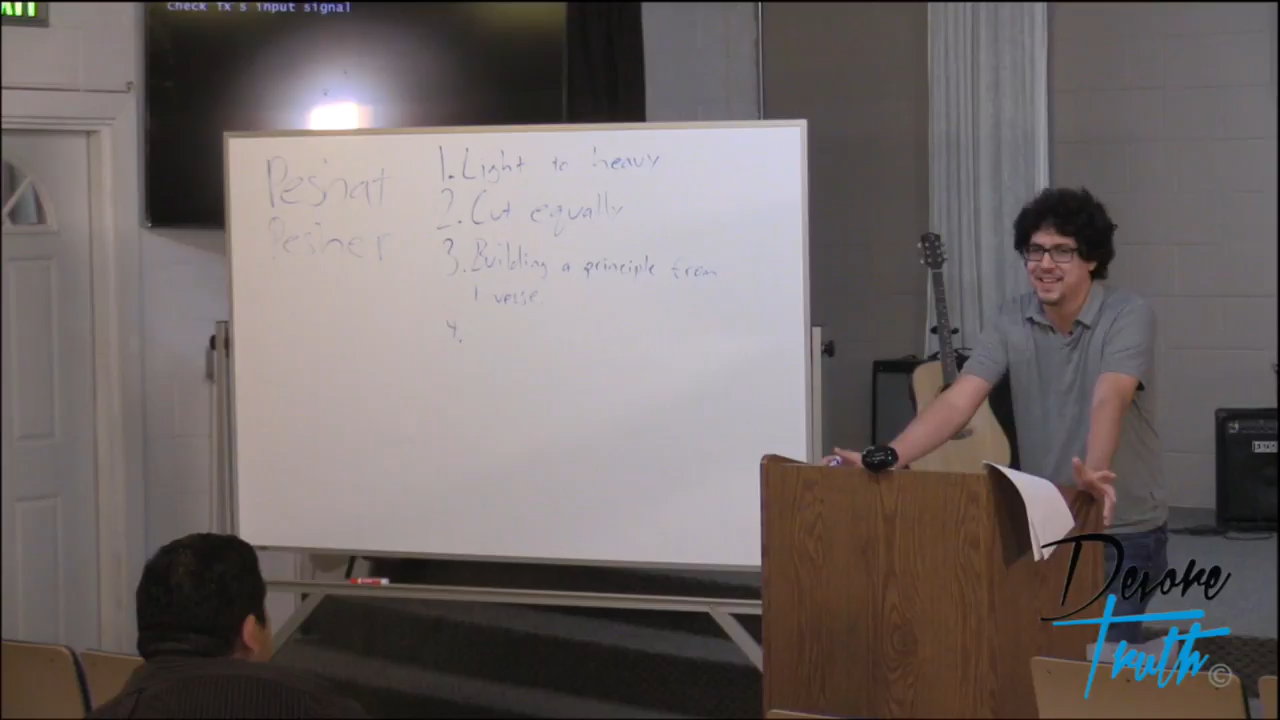 Check TX's input signal
Peshat
Pesher
1. Light to heavy
2. Cut equally
3. Building a principle from
1 verse.
4.
Devore
Truth ©